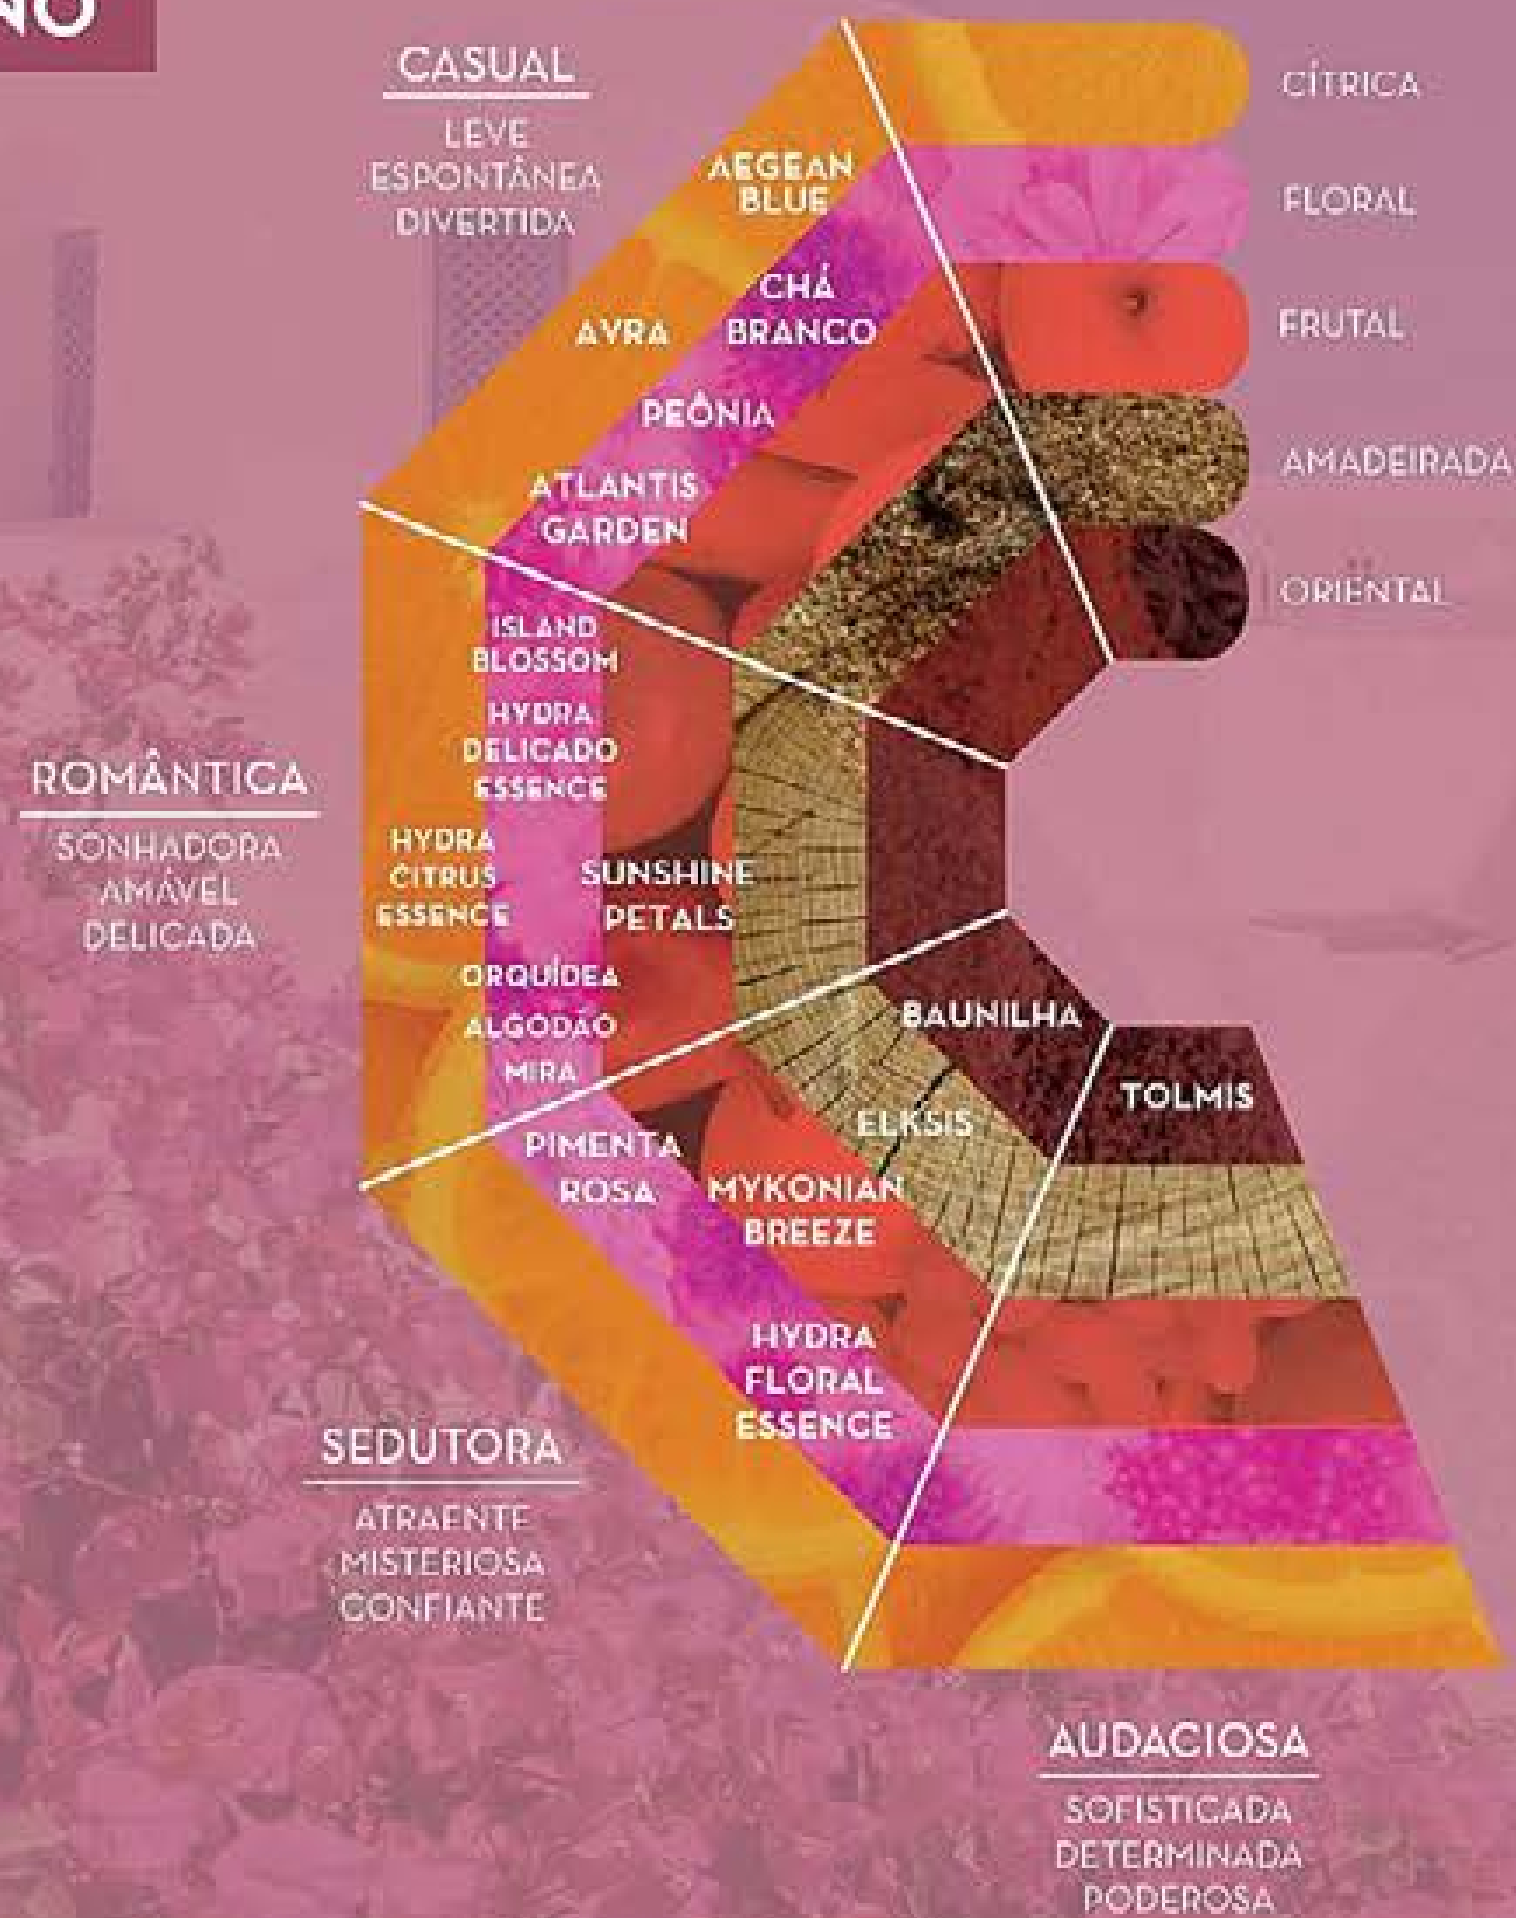 NO
CASUAL
LEVE
ESPONTÂNEA
DIVERTIDA
CÍTRICA
FLORAL
FRUTAL
AMADEIRADA
ORIENTAL
AEGEAN
BLUE
AVRA
CHÁ
BRANCO
PEÔNIA
ATLANTIS
GARDEN
ROMÂNTICA
SONHADORA
AMÁVEL
DELICADA
ISLAND
BLOSSOM
HYDRA
DELICADO
ESSENCE
HYDRA
CITRUS
ESSENCE
SUNSHINE
PETALS
ORQUÍDEA
ALGODÃO
MIRA
SEDUTORA
ATRAENTE
MISTERIOSA
CONFIANTE
BAUNILHA
ELKSIS
PIMENTA
ROSA
MYKONIAN
BREEZE
HYDRA
FLORAL
ESSENCE
TOLMIS
AUDACIOSA
SOFISTICADA
DETERMINADA
PODEROSA